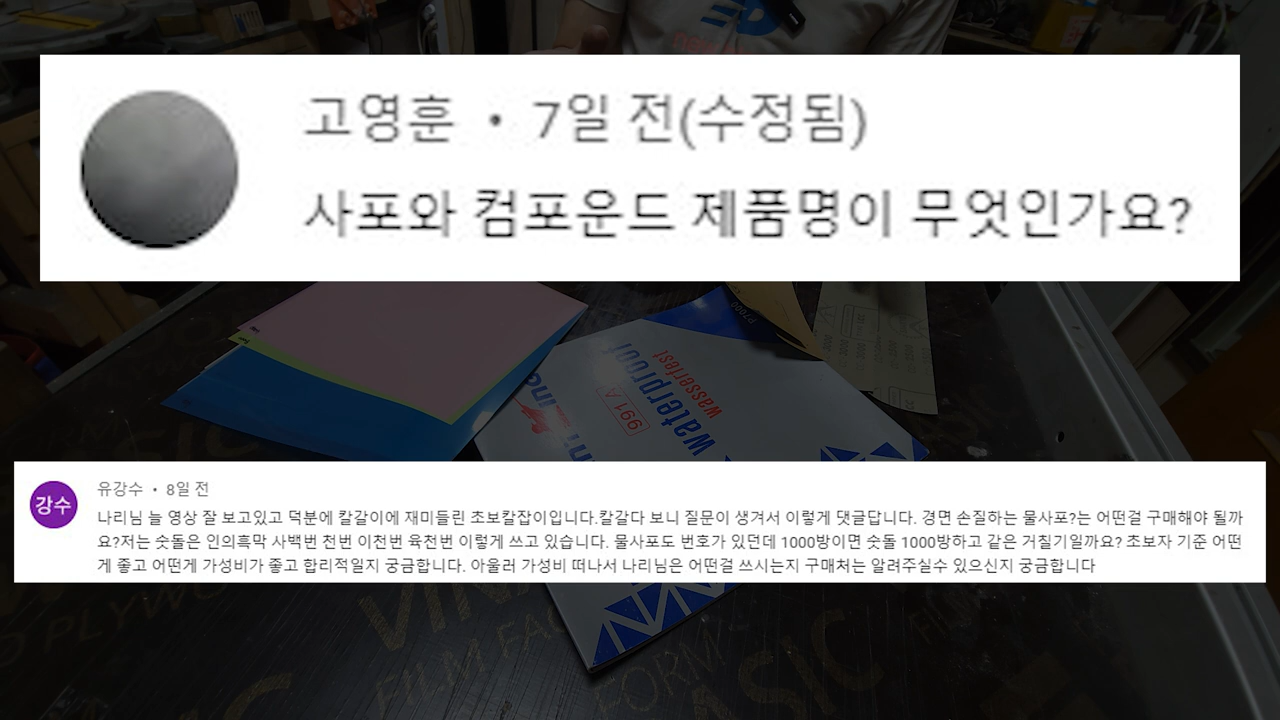 고영훈 • 7일 전(수정됨)
사포와 컴포운드 제품명이 무엇인가요?
P7000
waterproof
wasserfest
991 A
강수
유강수 • 8일 전
나리님 늘 영상 잘 보고있고 덕분에 칼갈이에 재미들린 초보칼잡이입니다.칼갈다 보니 질문이 생겨서 이렇게 댓글답니다. 경면 손질하는 물사포?는 어떤걸 구매해야 될까
요?저는 숫돌은 인의흑막 사백번 천번 이천번 육천번 이렇게 쓰고 있습니다. 물사포도 번호가 있던데 1000방이면 숫돌 1000방하고 같은 거칠기일까요? 초보자 기준 어떤
게 좋고 어떤게 가성비가 좋고 합리적일지 궁금합니다. 아울러 가성비 떠나서 나리님은 어떤걸 쓰시는지 구매처는 알려주실수 있으신지 궁금합니다